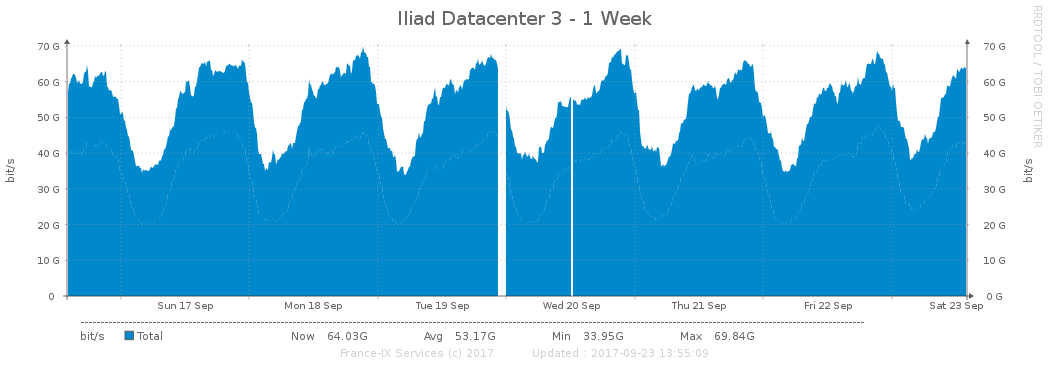 Iliad Datacenter 3 - 1 Week
RRDTOOL / TOBI OETIKER
bit/s
bit/s
70 G 70 G
60 G 60 G
50 G 50 G
40 G 40 G
30 G 30 G
20 G 20 G
10 G 10 G
0 0 G
Sun 17 Sep Mon 18 Sep Tue 19 Sep Wed 20 Sep Thu 21 Sep Fri 22 Sep Sat 23 Sep
bit/s Total Now 64.03G Avg 53.17G Min 33.95G Max 69.84G
France-IX Services (c) 2017 Updated : 2017-09-23 13:55:09